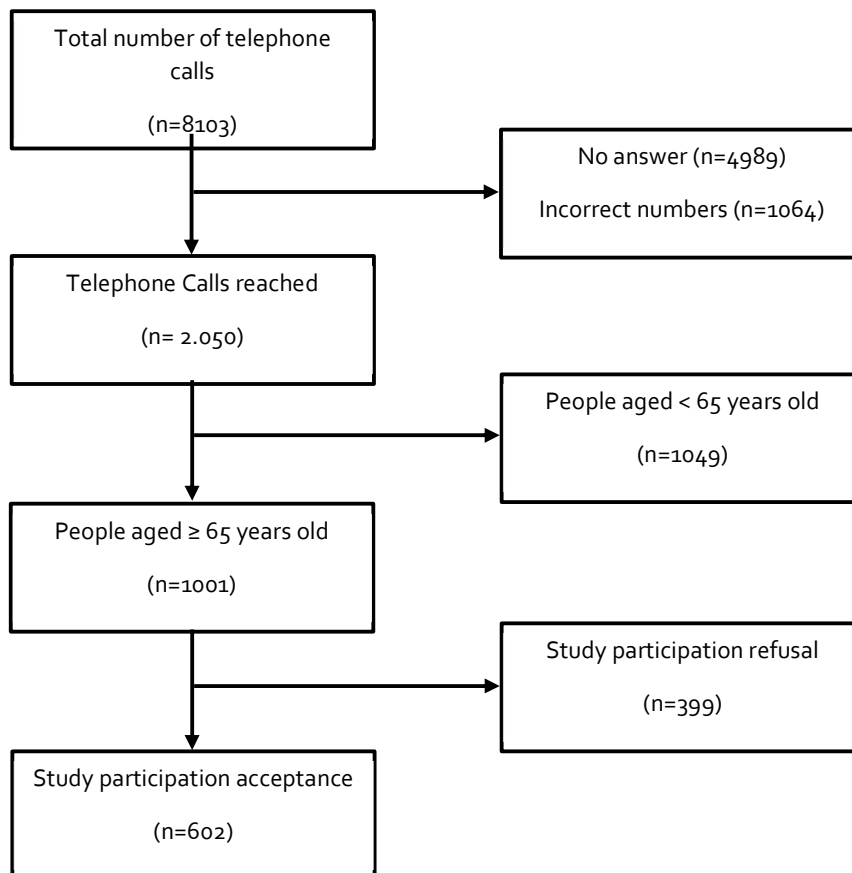 Total number of telephone
calls
(n=8103)
No answer (n=4989)
Incorrect numbers (n=1064)
Telephone Calls reached
(n= 2.050)
People aged < 65 years old
(n=1049)
People aged ≥ 65 years old
(n=1001)
Study participation refusal
(n=399)
Study participation acceptance
(n=602)